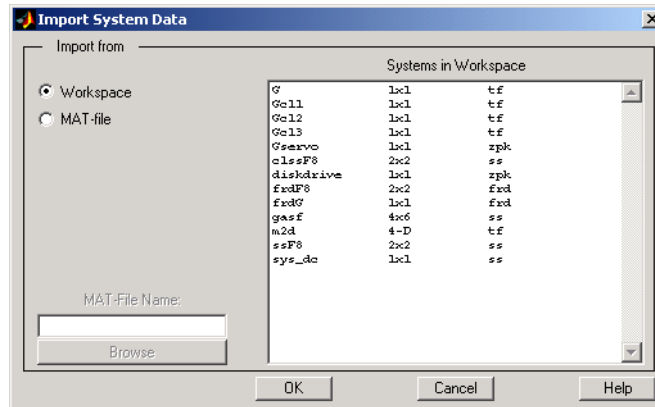 Import System Data
Import from
Systems in Workspace
Workspace
MAT-file
G 1x1 tf
Gcl1 1x1 tf
Gcl2 1x1 tf
Gcl3 1x1 tf
Gservo 1x1 zpk
clssF8 2x2 ss
diskdrive 1x1 zpk
frdF8 2x2 frd
frdG 1x1 frd
gasf 4x6 ss
m2d 4-D tf
ssF8 2x2 ss
sys_dc 1x1 ss
MAT-File Name:
Browse
OK Cancel Help